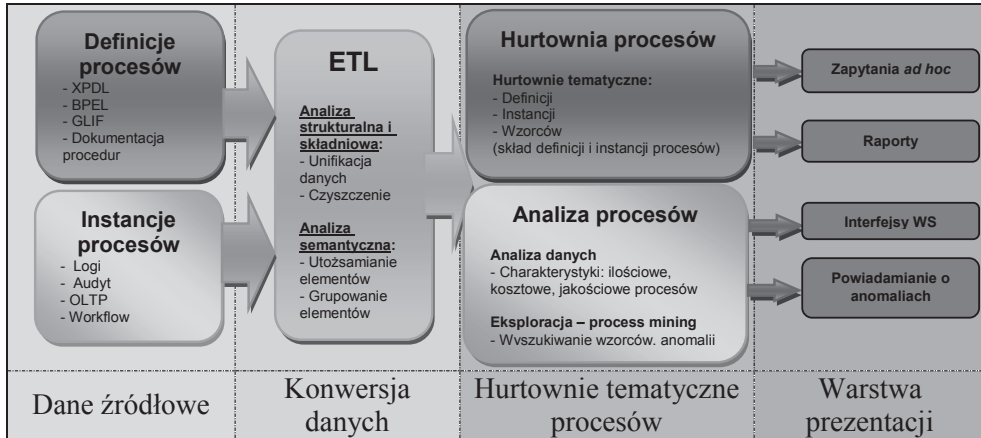 Definicje
procesów
- XPDL
- BPEL
- GLIF
- Dokumentacja
procedur
Instancje
procesów
- Logi
- Audyt
- OLTP
- Workflow
ETL
Analiza
strukturalna i
składniowa:
- Unifikacja
danych
- Czyszczenie
Analiza
semantyczna:
- Utożsamianie
elementów
- Grupowanie
elementów
Hurtownia procesów
Hurtownie tematyczne:
- Definicji
- Instancji
- Wzorców
(skład definicji i instancji procesów)
Analiza procesów
Analiza danych
- Charakterystyki: ilościowe,
kosztowe, jakościowe procesów
Eksploracja – process mining
- Wyszukiwanie wzorców, anomalii
Zapytania ad hoc
Raporty
Interfejsy WS
Powiadamianie o
anomaliach
Dane źródłowe
Konwersja
danych
Hurtownie tematyczne
procesów
Warstwa
prezentacji